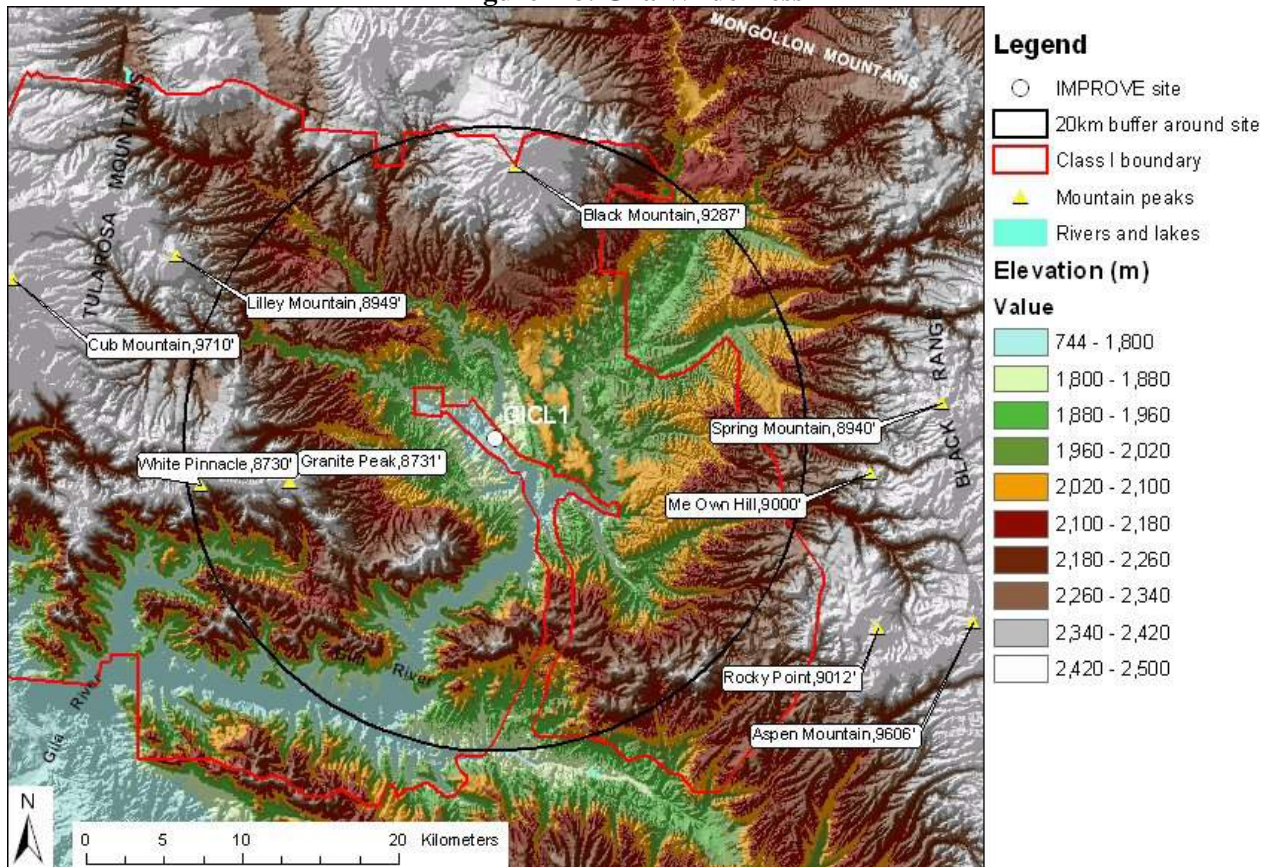 MONGOLLON MOUNTAINS
TULAROSA MOUNTAINS
Black Mountain,9287'
Lilley Mountain,8949'
Cub Mountain,9710'
GICL1
White Pinnacle,8730'
Granite Peak,8731'
Spring Mountain,8940'
BLACK RANGE
Me Own Hill,9000'
Rocky Point,9012'
Aspen Mountain,9606'
Gila River
Gila River
N
0 5 10 20 Kilometers
Legend
IMPROVE site
20km buffer around site
Class I boundary
Mountain peaks
Rivers and lakes
Elevation (m)
Value
744 - 1,800
1,800 - 1,880
1,880 - 1,960
1,960 - 2,020
2,020 - 2,100
2,100 - 2,180
2,180 - 2,260
2,260 - 2,340
2,340 - 2,420
2,420 - 2,500